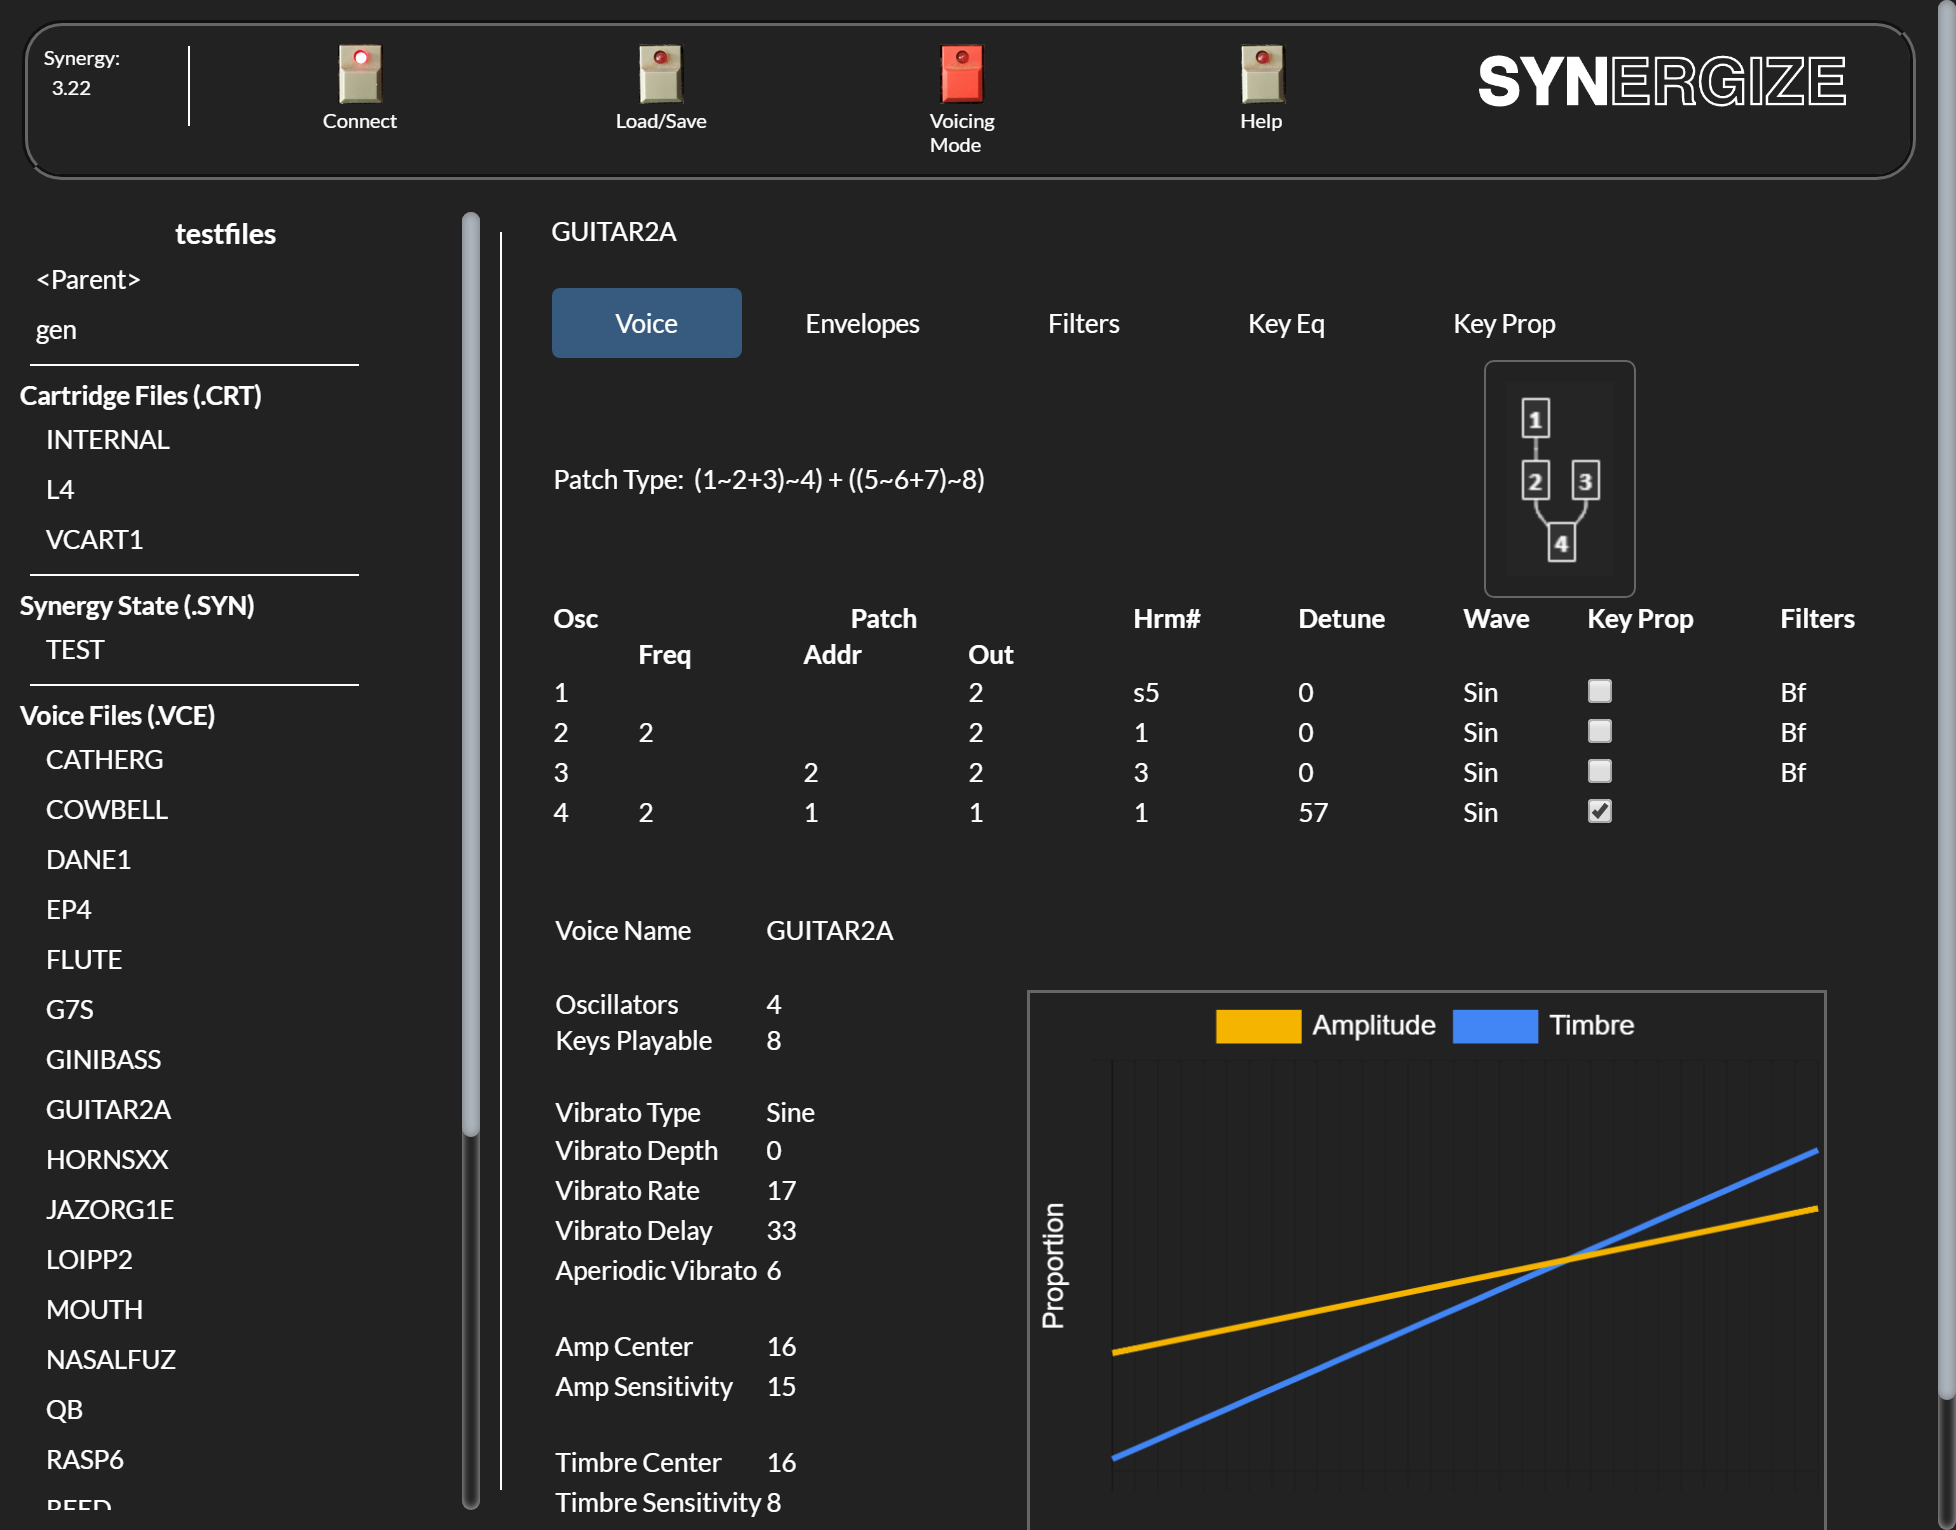 Synergy:
3.22
Connect
Load/Save
Voicing
Mode
Help
SYNERGIZE
testfiles
<Parent>
gen
Cartridge Files (.CRT)
INTERNAL
L4
VCART1
Synergy State (.SYN)
TEST
Voice Files (.VCE)
CATHERG
COWBELL
DANE1
EP4
FLUTE
G7S
GINIBASS
GUITAR2A
HORNSXX
JAZORG1E
LOIPP2
MOUTH
NASALFUZ
QB
RASP6
REED
GUITAR2A
Voice Envelopes Filters Key Eq Key Prop
1
2 3
4
Patch Type: (1~2+3)~4) + ((5~6+7)~8)
Osc Patch Hrm# Detune Wave Key Prop Filters
Freq Addr Out
1 2 s5 0 Sin Bf
2 2 2 1 0 Sin Bf
3 2 2 3 0 Sin Bf
4 2 1 1 1 57 Sin
Voice Name GUITAR2A
Oscillators 4
Keys Playable 8
Vibrato Type Sine
Vibrato Depth 0
Vibrato Rate 17
Vibrato Delay 33
Aperiodic Vibrato 6
Amp Center 16
Amp Sensitivity 15
Timbre Center 16
Timbre Sensitivity 8
Amplitude Timbre
Proportion